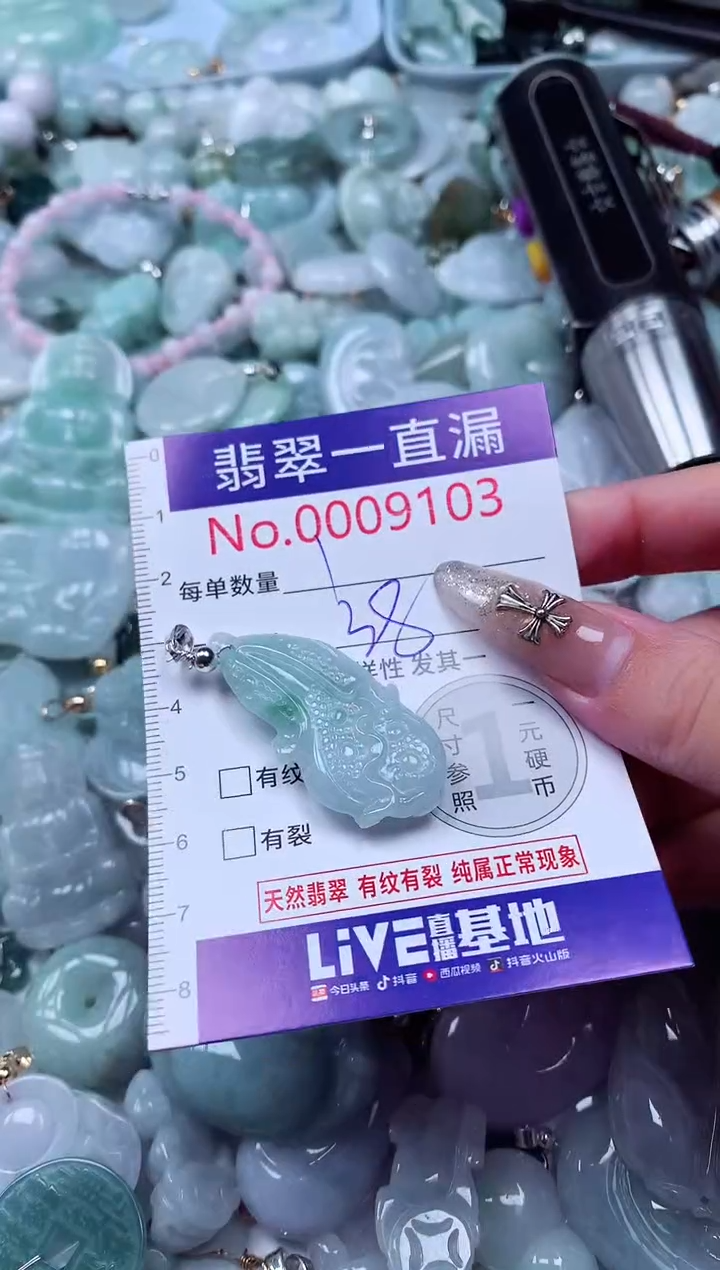 翡翠一直漏
No.0009103
每单数量 1
38
样性 发其一
尺寸参照 1 一元硬币
有纹
有裂
天然翡翠 有纹有裂 纯属正常现象
LiVE直播基地
今日头条 抖音 西瓜视频 抖音火山版
0
1
2
4
5
6
7
8